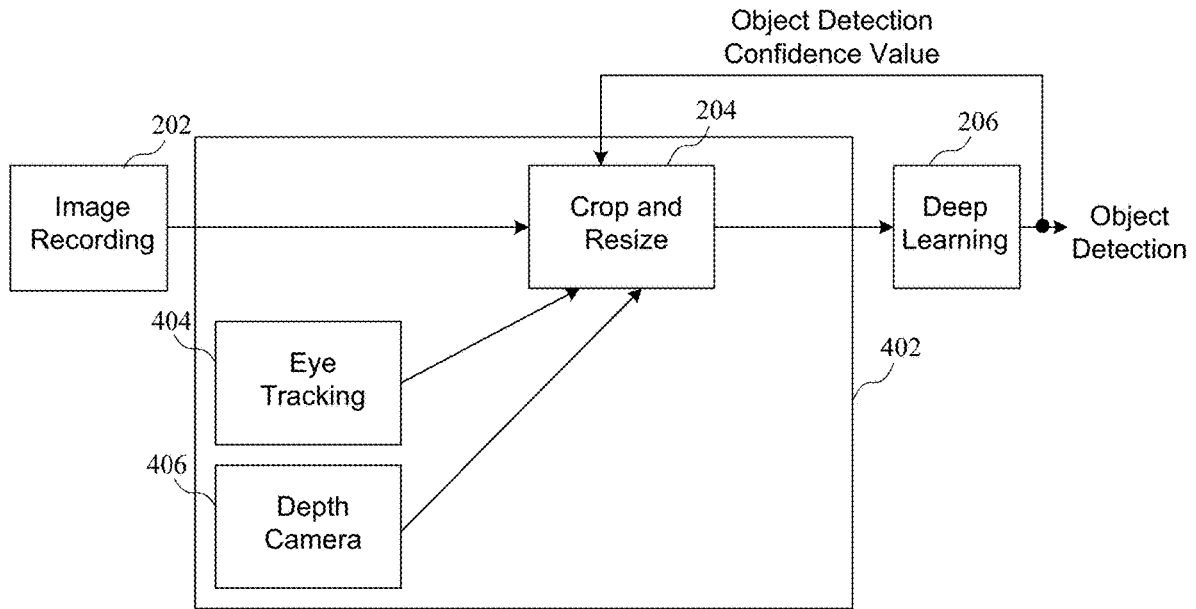 Object Detection
Confidence Value
202
204
206
Image
Recording
Crop and
Resize
Deep
Learning
Object
Detection
404
Eye
Tracking
402
406
Depth
Camera